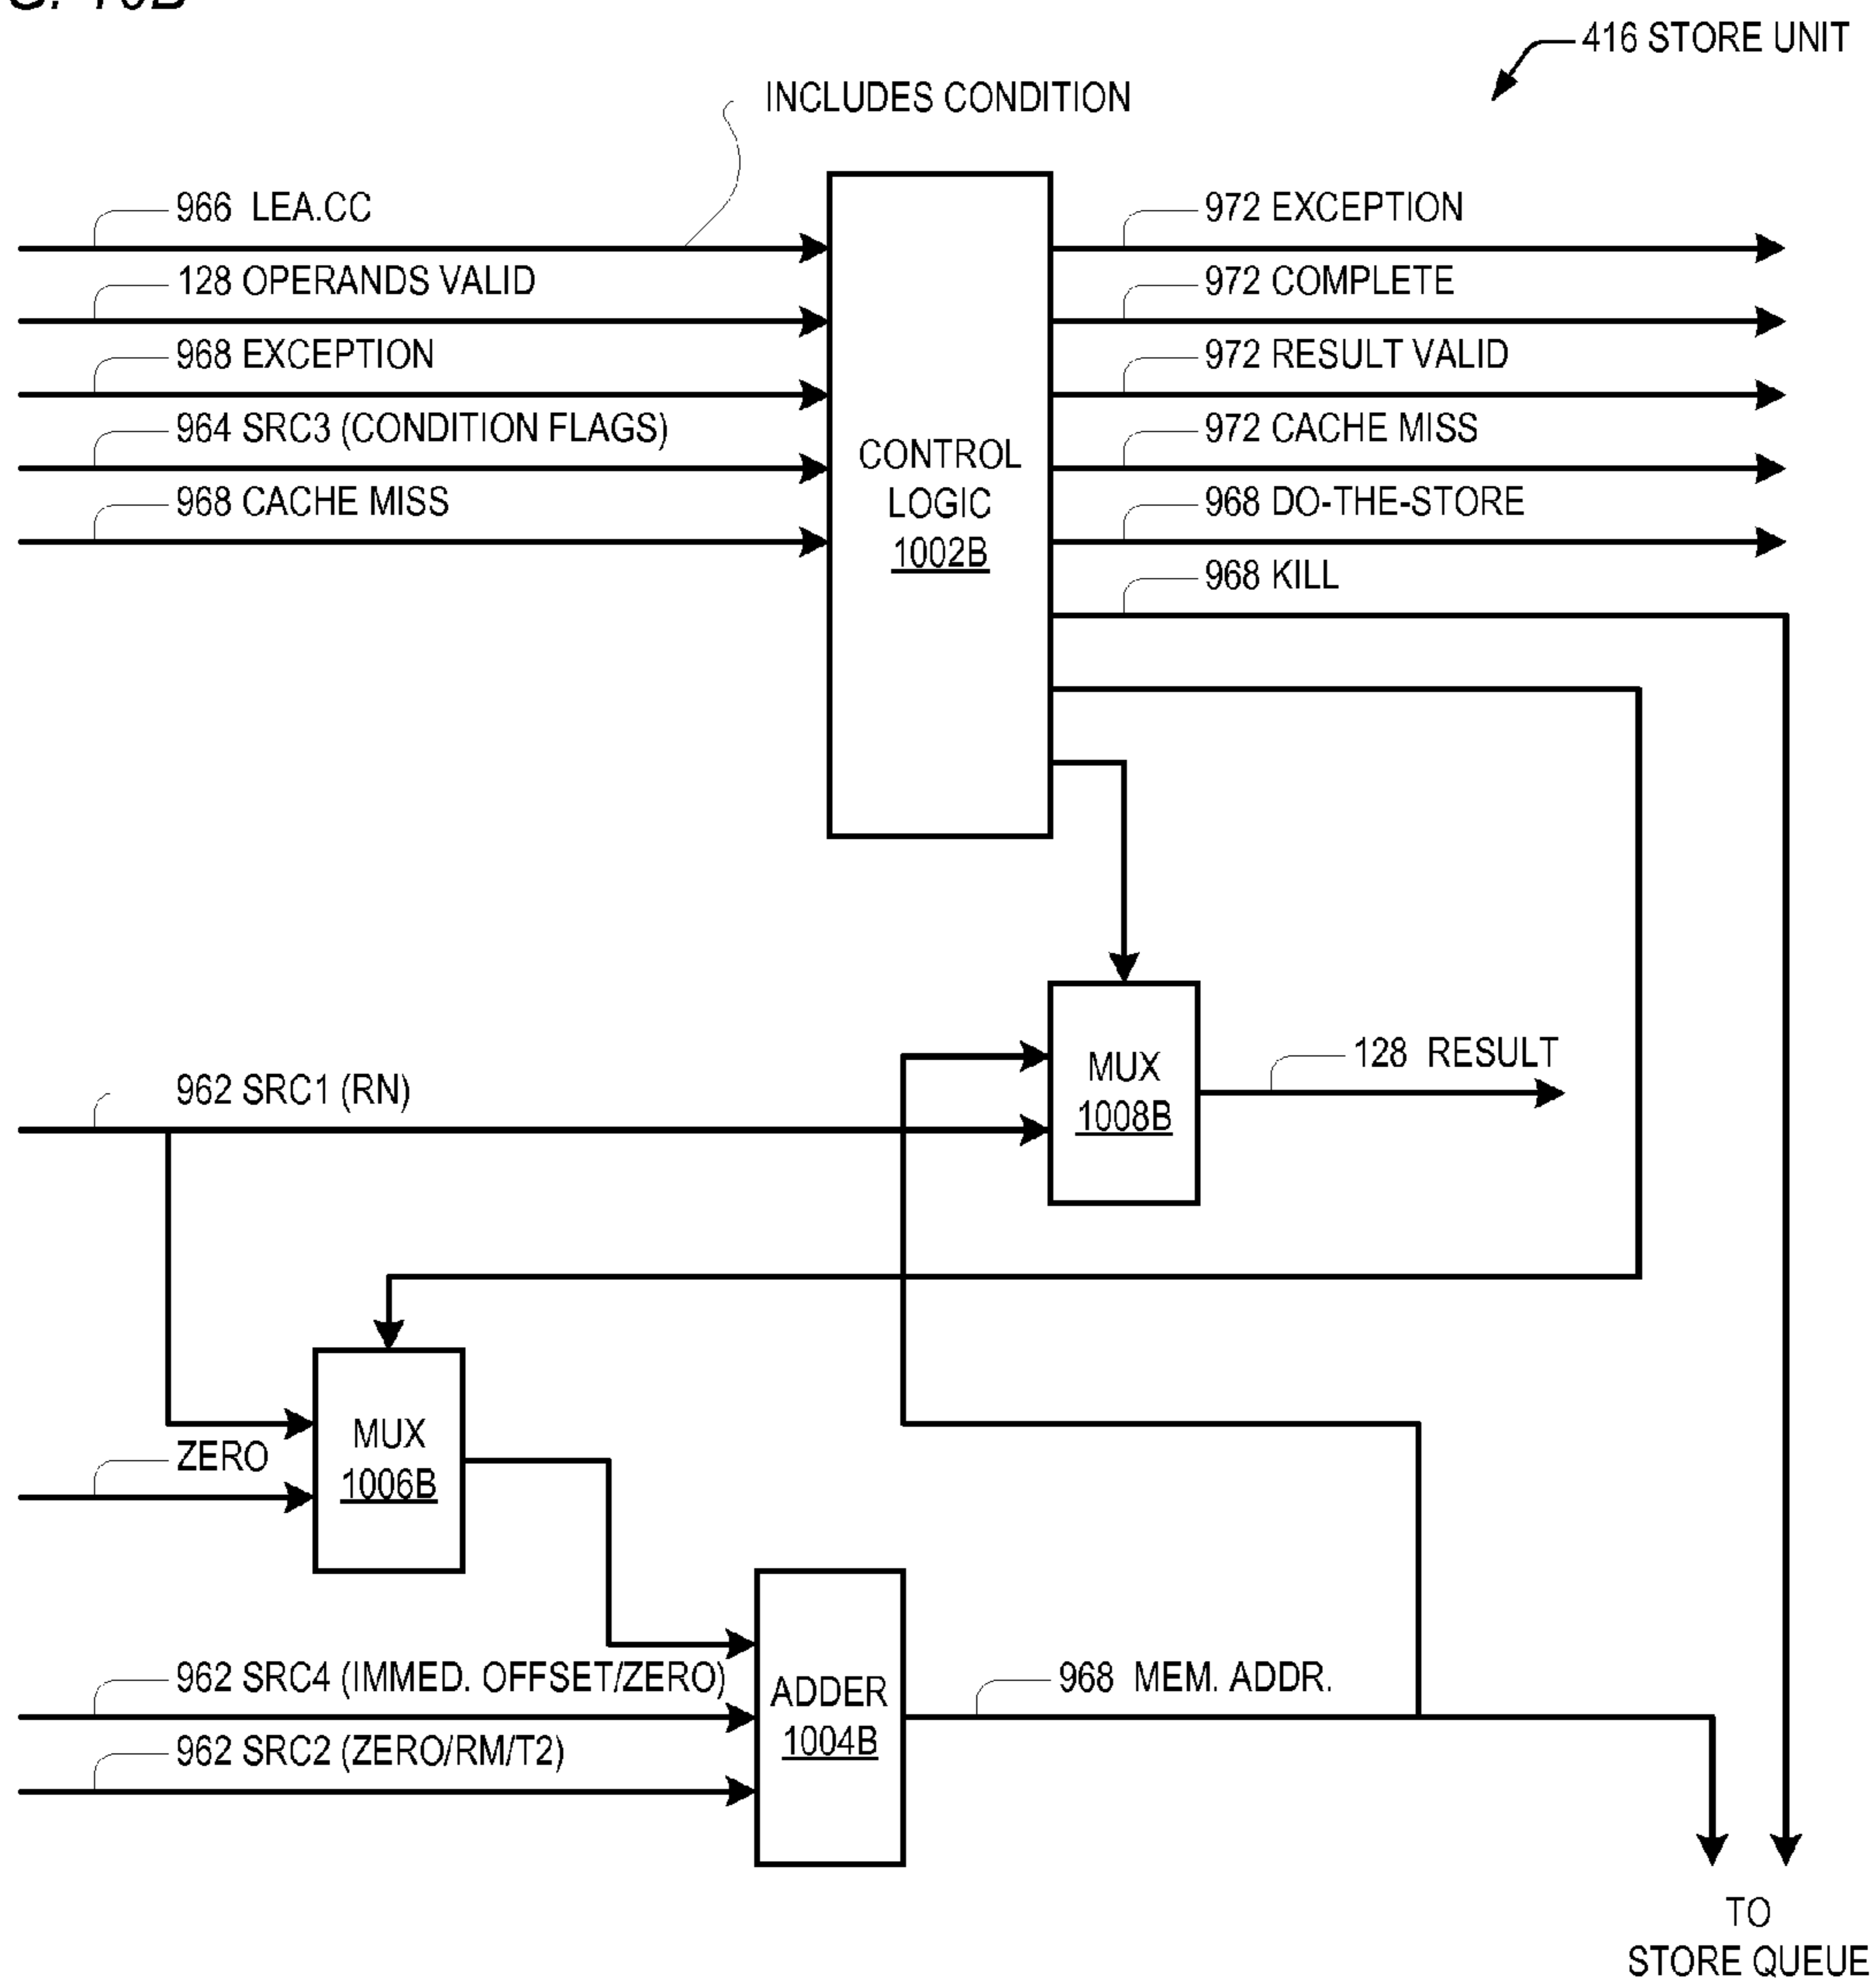 416 STORE UNIT
INCLUDES CONDITION
966 LEA.CC
128 OPERANDS VALID
968 EXCEPTION
964 SRC3 (CONDITION FLAGS)
968 CACHE MISS
CONTROL
LOGIC
1002B
972 EXCEPTION
972 COMPLETE
972 RESULT VALID
972 CACHE MISS
968 DO-THE-STORE
968 KILL
962 SRC1 (RN)
MUX
1008B
128 RESULT
ZERO
MUX
1006B
962 SRC4 (IMMED. OFFSET/ZERO)
962 SRC2 (ZERO/RM/T2)
ADDER
1004B
968 MEM. ADDR.
TO
STORE QUEUE